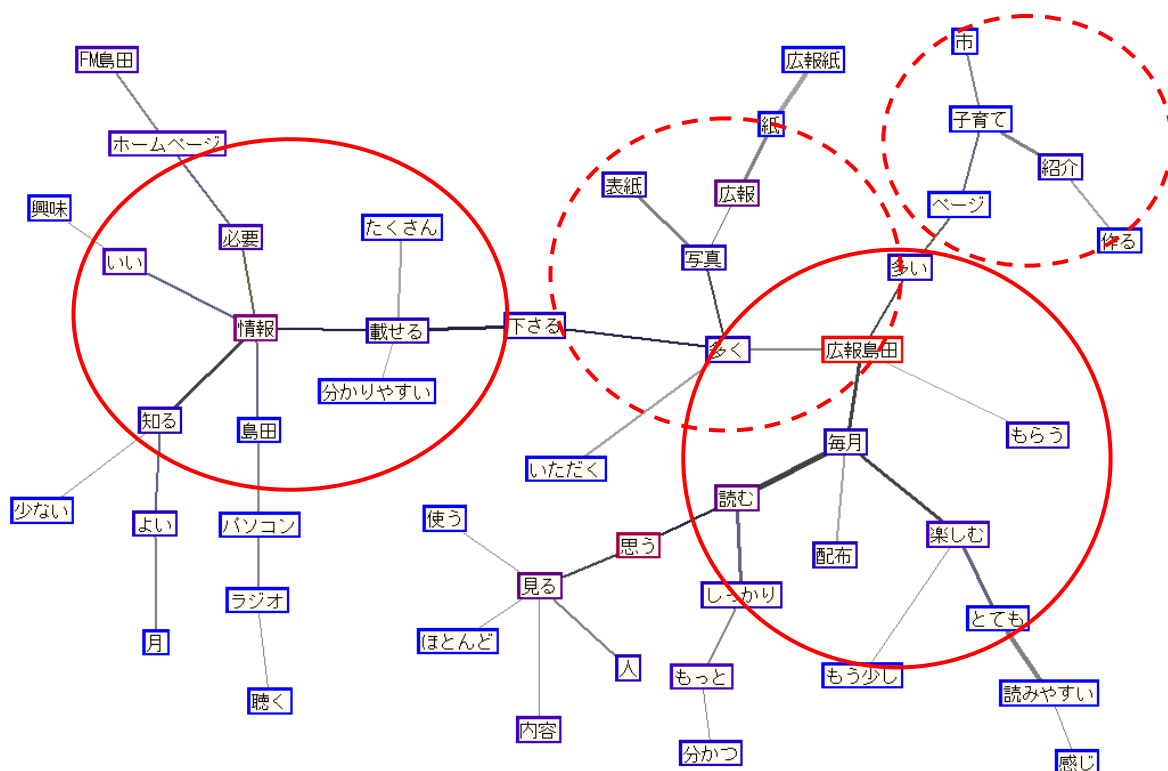 市
FM島田
広報紙
紙
子育て
ホームページ
紹介
表紙
広報
ページ
興味
たくさん
必要
作る
いい
写真
多い
情報
載せる
下さる
多く
広報島田
分かりやすい
知る
島田
もらう
毎月
いただく
読む
少ない
よい
パソコン
使う
思う
配布
楽しむ
見る
しっかり
ラジオ
とても
月
ほとんど
人
もっと
もう少し
読みやすい
聴く
内容
分かつ
感じ